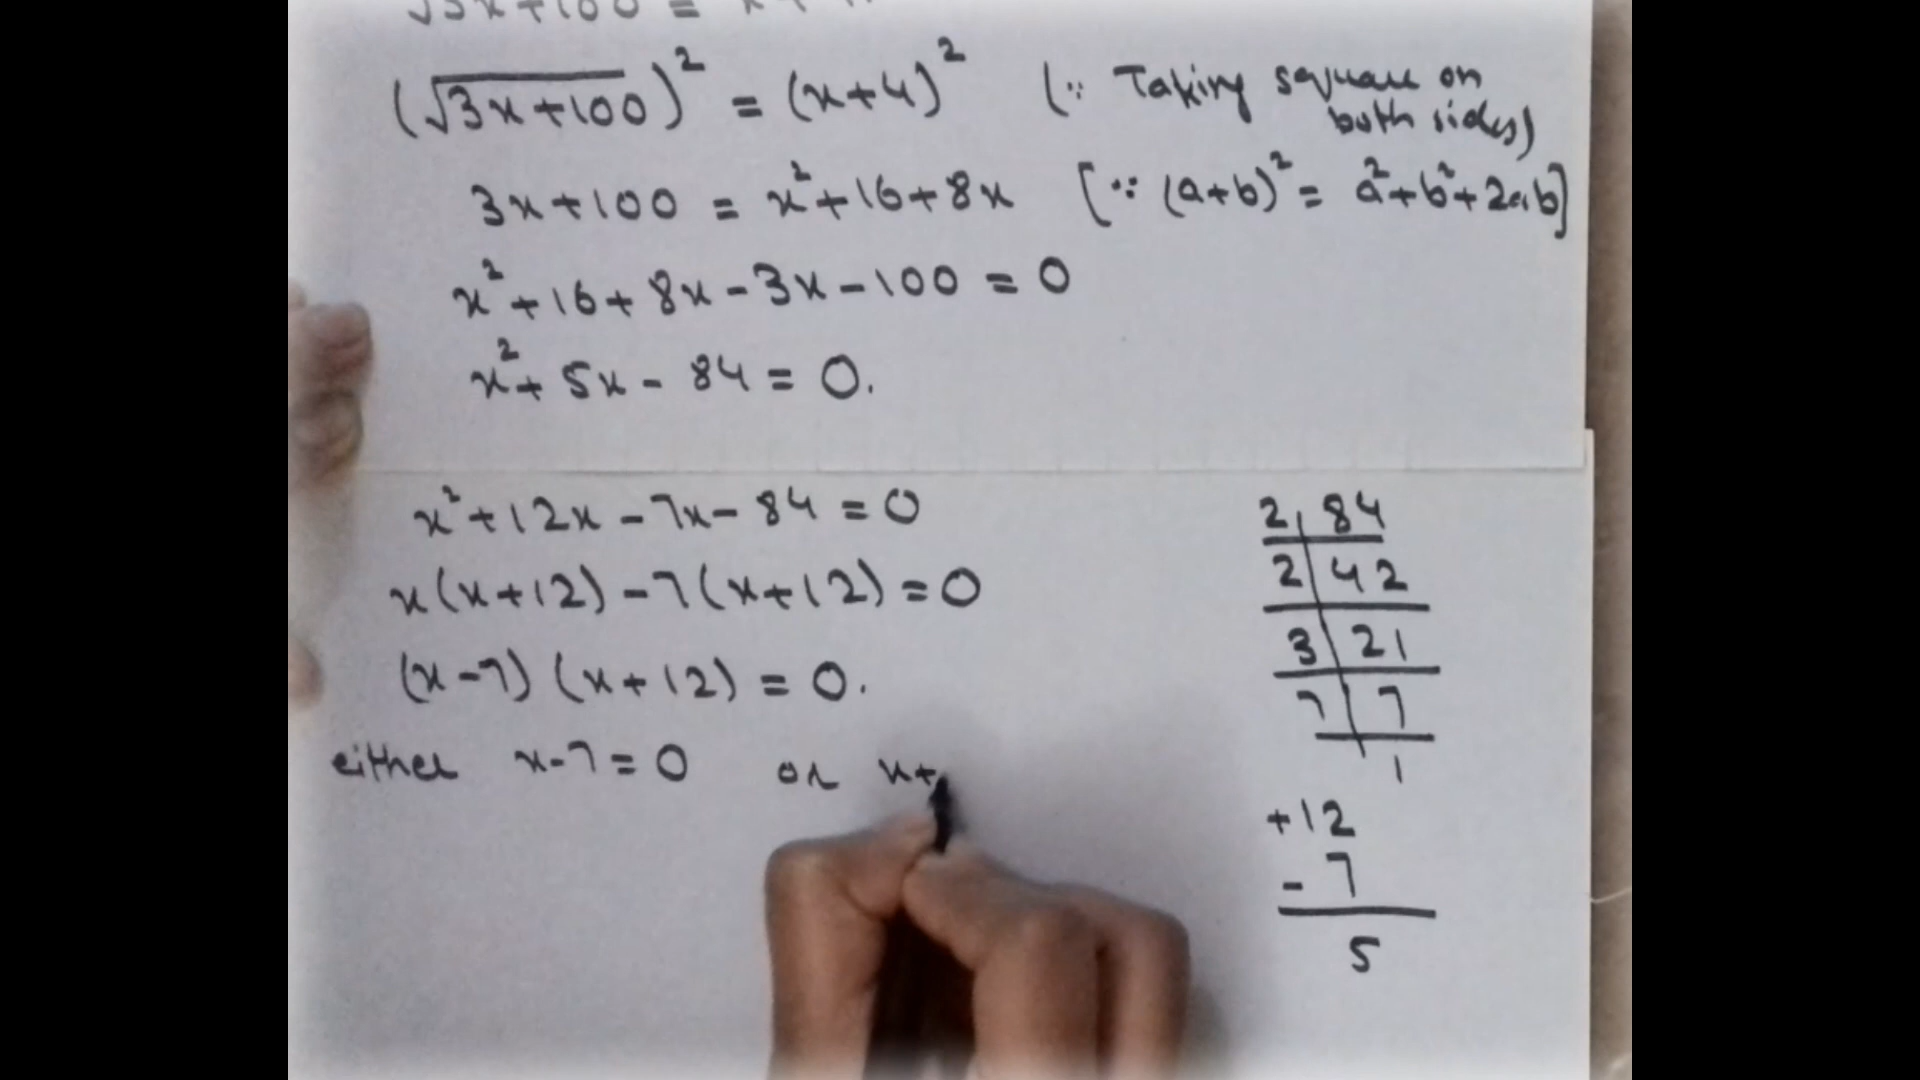 √3x+100 = x+
(√3x+100)² = (x+4)² (∵ Taking square on both sides)
3x+100 = x²+16+8x [∵ (a+b)² = a²+b²+2ab]
x²+16+8x-3x-100 = 0
x²+5x-84 = 0.
x²+12x-7x-84 = 0
x(x+12)-7(x+12) = 0
(x-7)(x+12) = 0.
either x-7=0 or x+
2 84
2 42
3 21
7 7
1
+12
-7
5